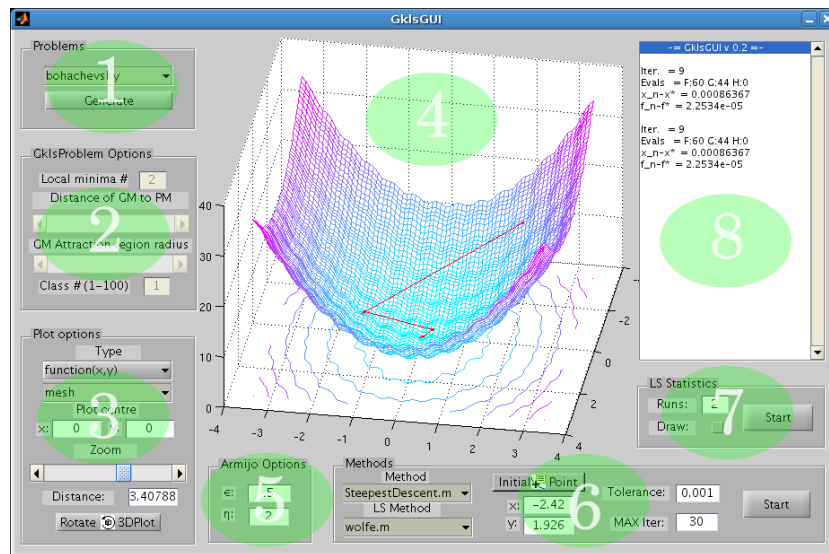 GklsGUI
Problems
bohachevsky
Generate
1
GklsProblem Options
Local minima # 2
Distance of GM to PM
2
GM Attraction region radius
Class # (1-100) 1
Plot options
Type
function(x,y)
mesh
3
Plot centre
x: 0 y: 0
Zoom
Distance: 3.40788
Rotate 3DPlot
4
40
30
20
10
0
-4 -3 -2 -1 0 1 2 3 4
-2
0
2
4
Armijo Options
e: .5
η: 2
5
Methods
Method
SteepestDescent.m
LS Method
wolfe.m
Initial Point
x: -2.42
y: 1.926
6
Tolerance: 0.001
MAX Iter: 30
Start
LS Statistics
Runs: 2
Draw:
7
Start
-= GklsGUI v 0.2 =-
Iter. = 9
Evals = F:60 G:44 H:0
x_n-x* = 0.00086367
f_n-f* = 2.2534e-05
Iter. = 9
Evals = F:60 G:44 H:0
x_n-x* = 0.00086367
f_n-f* = 2.2534e-05
8